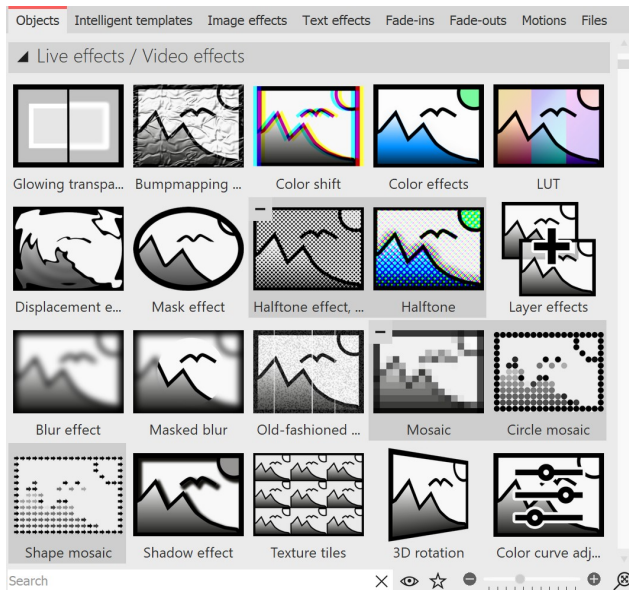 Objects Intelligent templates Image effects Text effects Fade-ins Fade-outs Motions Files
Live effects / Video effects
Glowing transpa... Bumpmapping ... Color shift Color effects LUT
Displacement e... Mask effect Halftone effect, ... Halftone Layer effects
Blur effect Masked blur Old-fashioned ... Mosaic Circle mosaic
Shape mosaic Shadow effect Texture tiles 3D rotation Color curve adj...
Search